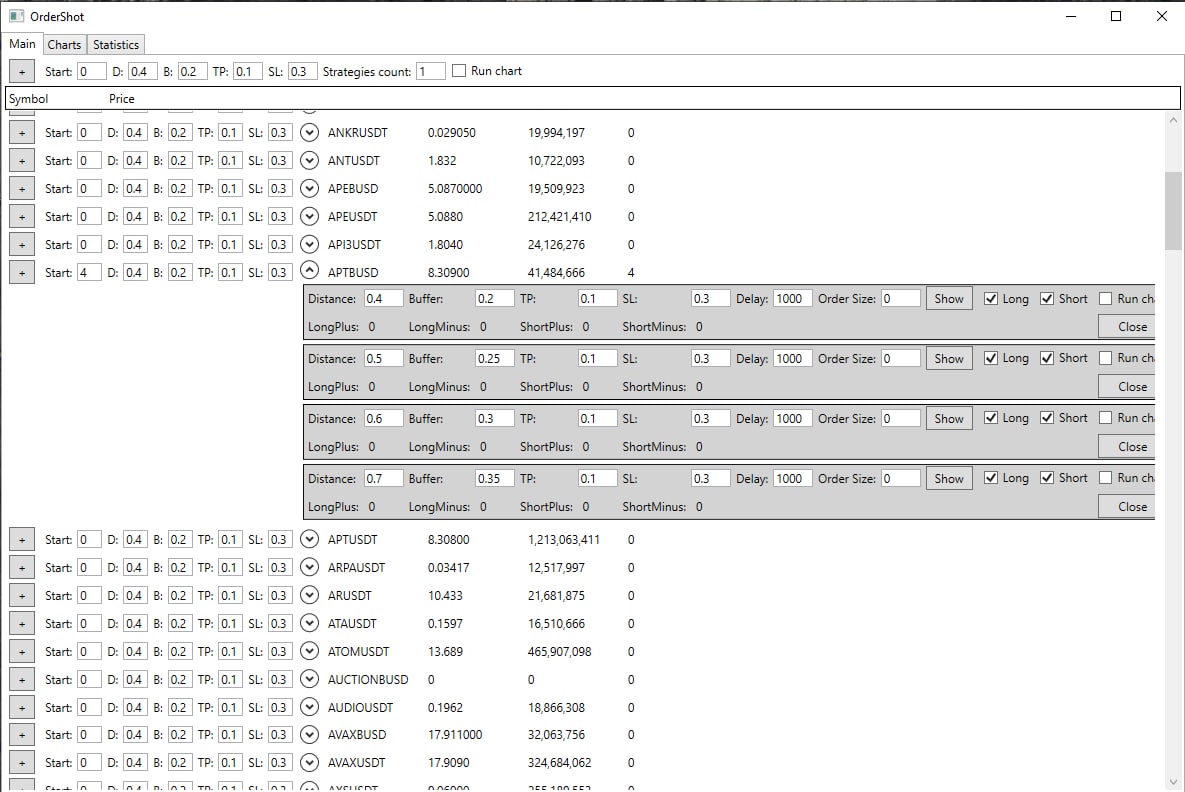 OrderShot
Main Charts Statistics
+ Start: 0 D: 0.4 B: 0.2 TP: 0.1 SL: 0.3 Strategies count: 1 Run chart
Symbol Price
+ Start: 0 D: 0.4 B: 0.2 TP: 0.1 SL: 0.3 ANKRUSDT 0.029050 19,994,197 0
+ Start: 0 D: 0.4 B: 0.2 TP: 0.1 SL: 0.3 ANTUSDT 1.832 10,722,093 0
+ Start: 0 D: 0.4 B: 0.2 TP: 0.1 SL: 0.3 APEBUSD 5.0870000 19,509,923 0
+ Start: 0 D: 0.4 B: 0.2 TP: 0.1 SL: 0.3 APEUSDT 5.0880 212,421,410 0
+ Start: 0 D: 0.4 B: 0.2 TP: 0.1 SL: 0.3 API3USDT 1.8040 24,126,276 0
+ Start: 4 D: 0.4 B: 0.2 TP: 0.1 SL: 0.3 APTBUSD 8.30900 41,484,666 4
Distance: 0.4 Buffer: 0.2 TP: 0.1 SL: 0.3 Delay: 1000 Order Size: 0 Show Long Short Run ch
LongPlus: 0 LongMinus: 0 ShortPlus: 0 ShortMinus: 0 Close
Distance: 0.5 Buffer: 0.25 TP: 0.1 SL: 0.3 Delay: 1000 Order Size: 0 Show Long Short Run ch
LongPlus: 0 LongMinus: 0 ShortPlus: 0 ShortMinus: 0 Close
Distance: 0.6 Buffer: 0.3 TP: 0.1 SL: 0.3 Delay: 1000 Order Size: 0 Show Long Short Run ch
LongPlus: 0 LongMinus: 0 ShortPlus: 0 ShortMinus: 0 Close
Distance: 0.7 Buffer: 0.35 TP: 0.1 SL: 0.3 Delay: 1000 Order Size: 0 Show Long Short Run ch
LongPlus: 0 LongMinus: 0 ShortPlus: 0 ShortMinus: 0 Close
+ Start: 0 D: 0.4 B: 0.2 TP: 0.1 SL: 0.3 APTUSDT 8.30800 1,213,063,411 0
+ Start: 0 D: 0.4 B: 0.2 TP: 0.1 SL: 0.3 ARPAUSDT 0.03417 12,517,997 0
+ Start: 0 D: 0.4 B: 0.2 TP: 0.1 SL: 0.3 ARUSDT 10.433 21,681,875 0
+ Start: 0 D: 0.4 B: 0.2 TP: 0.1 SL: 0.3 ATAUSDT 0.1597 16,510,666 0
+ Start: 0 D: 0.4 B: 0.2 TP: 0.1 SL: 0.3 ATOMUSDT 13.689 465,907,098 0
+ Start: 0 D: 0.4 B: 0.2 TP: 0.1 SL: 0.3 AUCTIONBUSD 0 0 0
+ Start: 0 D: 0.4 B: 0.2 TP: 0.1 SL: 0.3 AUDIOUSDT 0.1962 18,866,308 0
+ Start: 0 D: 0.4 B: 0.2 TP: 0.1 SL: 0.3 AVAXBUSD 17.911000 32,063,756 0
+ Start: 0 D: 0.4 B: 0.2 TP: 0.1 SL: 0.3 AVAXUSDT 17.9090 324,684,062 0